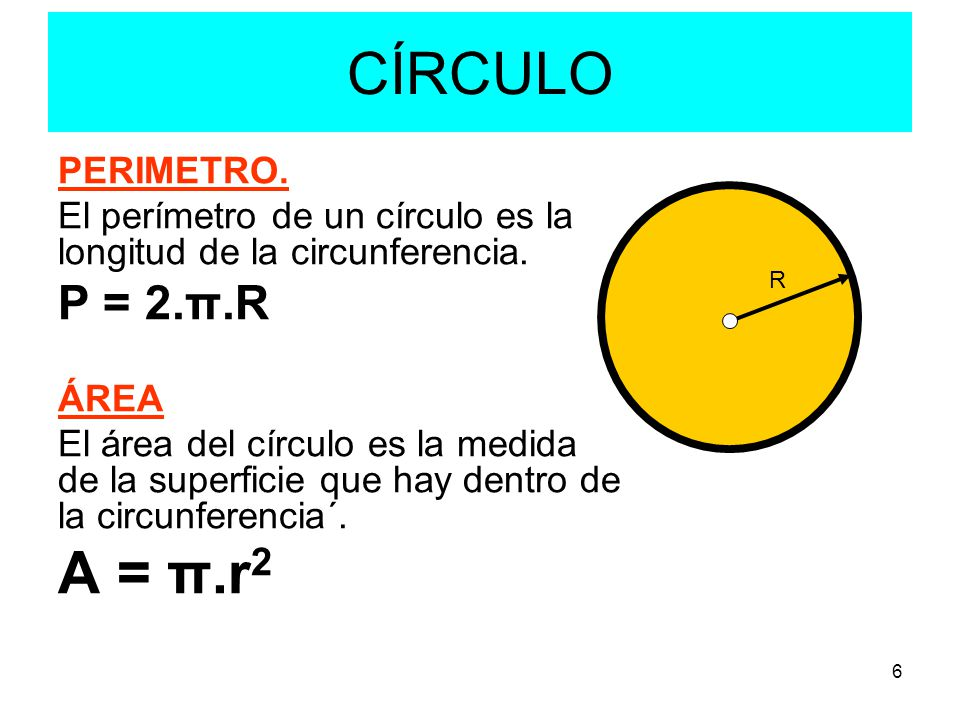 CÍRCULO
PERIMETRO.
El perímetro de un círculo es la
longitud de la circunferencia.
P = 2.π.R
R
ÁREA
El área del círculo es la medida
de la superficie que hay dentro de
la circunferencia´.
A = π.r²
6